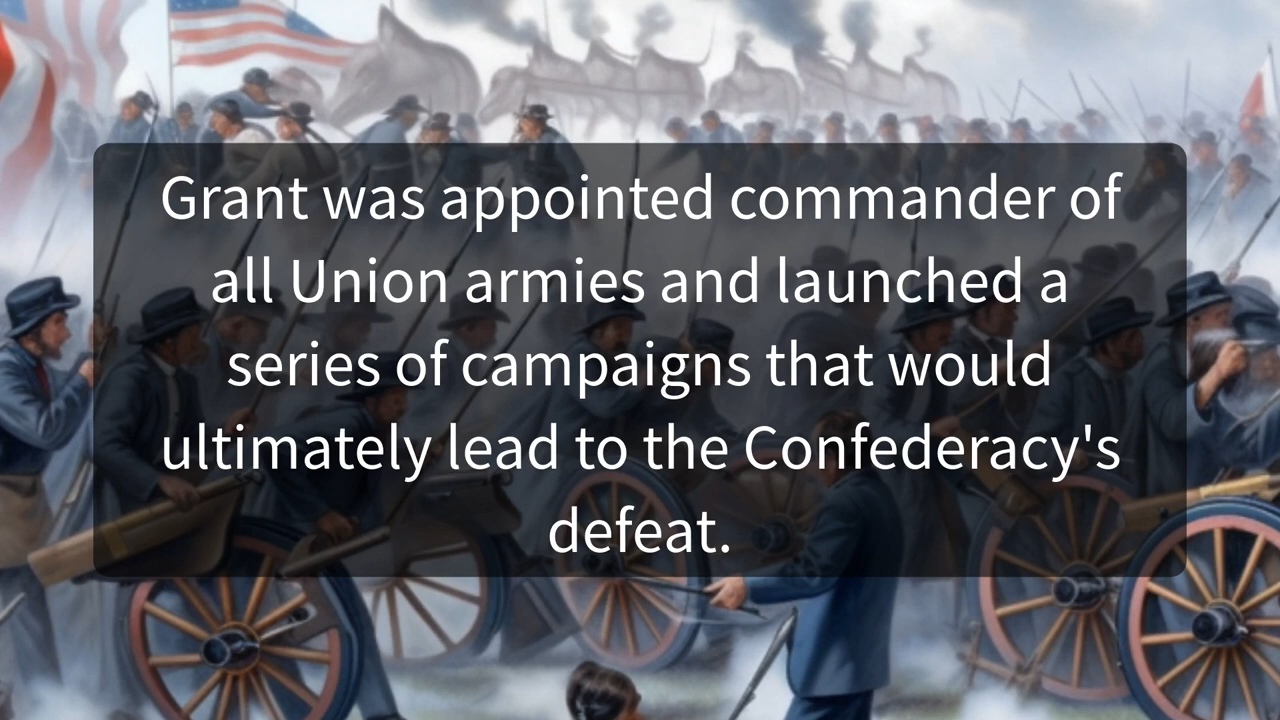 Grant was appointed commander of
all Union armies and launched a
series of campaigns that would
ultimately lead to the Confederacy's
defeat.